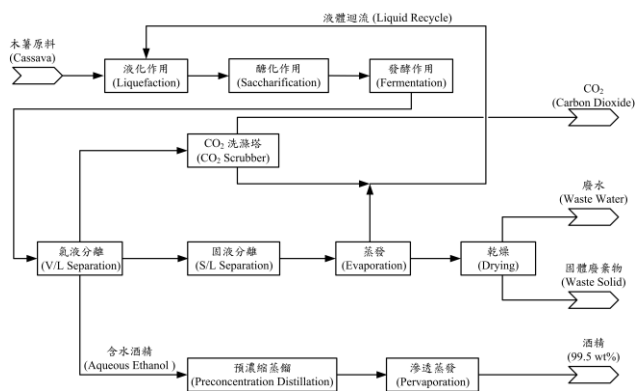 液體迴流 (Liquid Recycle)
木薯原料
(Cassava)
液化作用
(Liquefaction)
醣化作用
(Saccharification)
發酵作用
(Fermentation)
CO₂
(Carbon Dioxide)
CO₂ 洗滌塔
(CO₂ Scrubber)
廢水
(Waste Water)
氣液分離
(V/L Separation)
固液分離
(S/L Separation)
蒸發
(Evaporation)
乾燥
(Drying)
固體廢棄物
(Waste Solid)
含水酒精
(Aqueous Ethanol )
預濃縮蒸餾
(Preconcentration Distillation)
滲透蒸發
(Pervaporation)
酒精
(99.5 wt%)